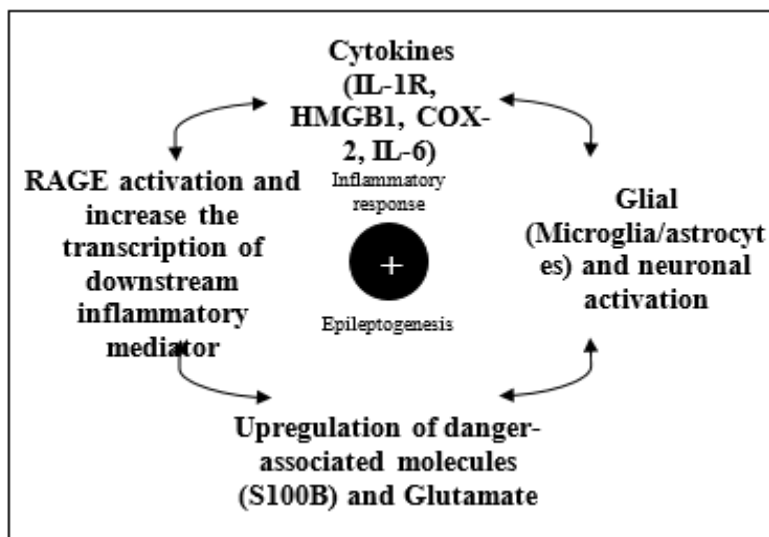 Cytokines
(IL-1R,
HMGB1, COX-
2, IL-6)
Inflammatory
response
+
Epileptogenesis
RAGE activation and
increase the
transcription of
downstream
inflammatory
mediator
Glial
(Microglia/astrocyt
es) and neuronal
activation
Upregulation of danger-
associated molecules
(S100B) and Glutamate